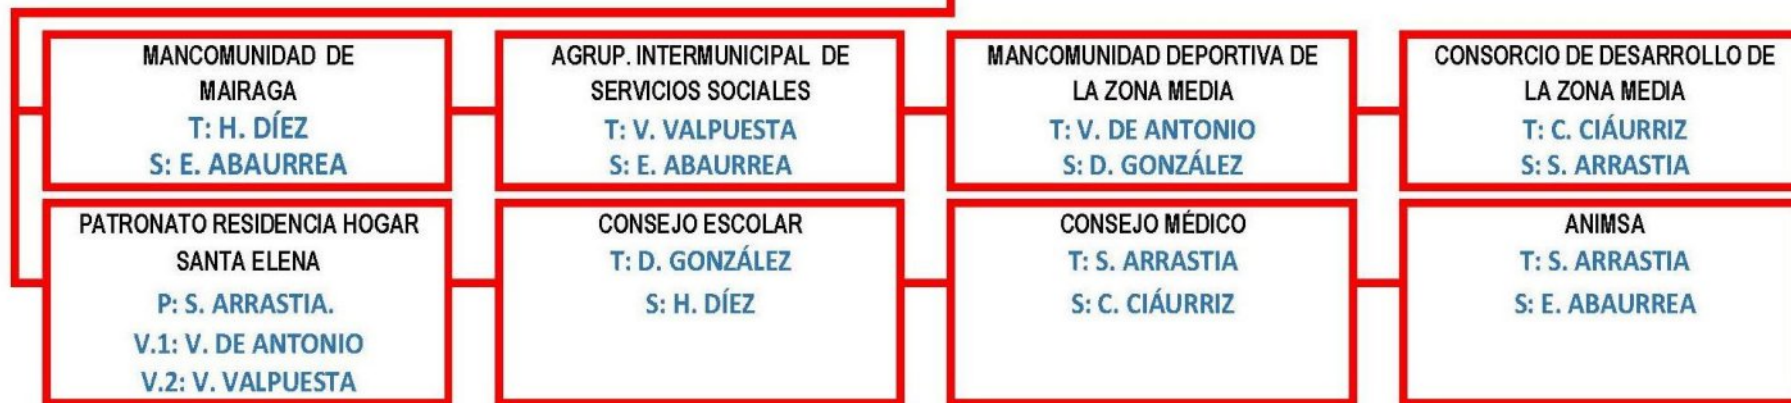 MANCOMUNIDAD DE
MAIRAGA
T: H. DÍEZ
S: E. ABAURREA
AGRUP. INTERMUNICIPAL DE
SERVICIOS SOCIALES
T: V. VALPUESTA
S: E. ABAURREA
MANCOMUNIDAD DEPORTIVA DE
LA ZONA MEDIA
T: V. DE ANTONIO
S: D. GONZÁLEZ
CONSORCIO DE DESARROLLO DE
LA ZONA MEDIA
T: C. CIÁURRIZ
S: S. ARRASTIA
PATRONATO RESIDENCIA HOGAR
SANTA ELENA
P: S. ARRASTIA.
V.1: V. DE ANTONIO
V.2: V. VALPUESTA
CONSEJO ESCOLAR
T: D. GONZÁLEZ
S: H. DÍEZ
CONSEJO MÉDICO
T: S. ARRASTIA
S: C. CIÁURRIZ
ANIMSA
T: S. ARRASTIA
S: E. ABAURREA